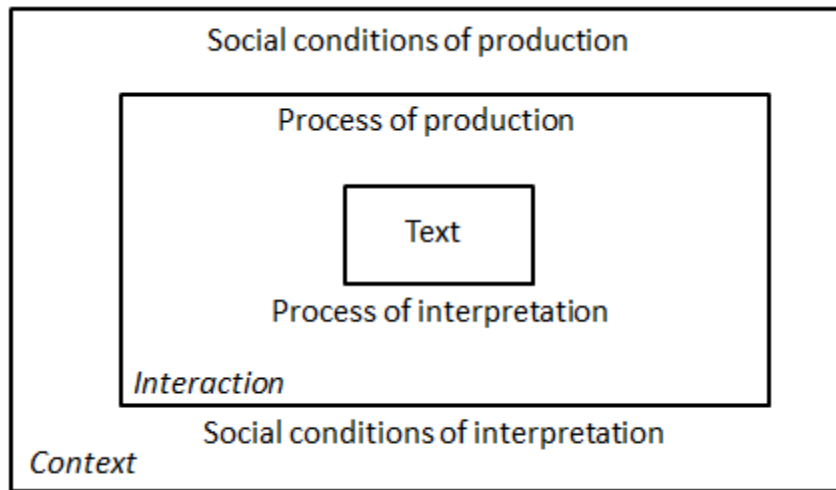 Social conditions of production
Process of production
Text
Process of interpretation
Interaction
Social conditions of interpretation
Context